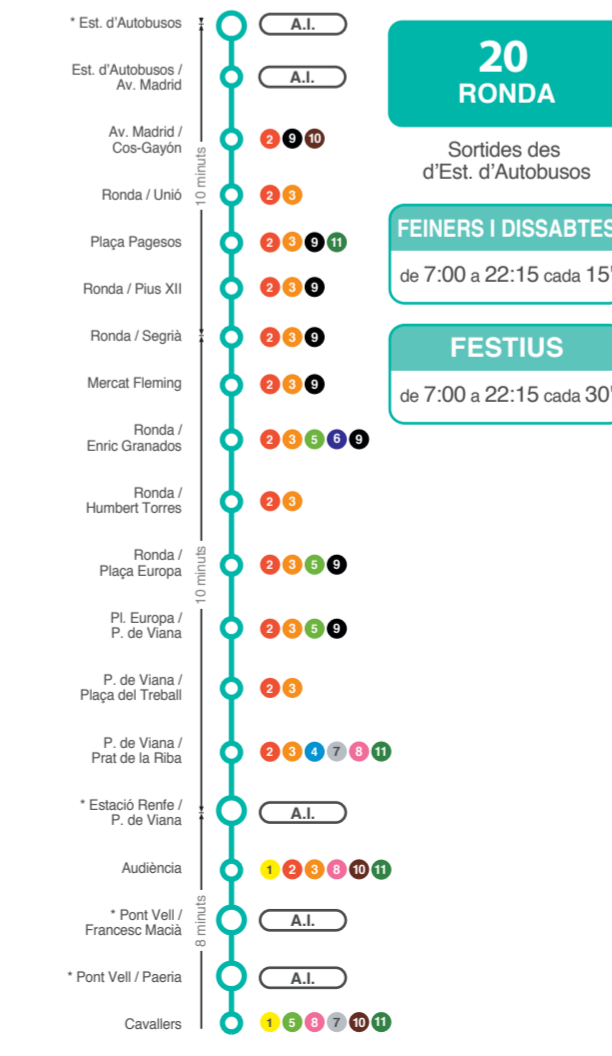 * Est. d'Autobusos
A.I.
Est. d'Autobusos /
Av. Madrid
A.I.
Av. Madrid /
Cos-Gayón
2 9 10
10 minuts
Ronda / Unió
2 3
Plaça Pagesos
2 3 9 11
Ronda / Pius XII
2 3 9
Ronda / Segrià
2 3 9
Mercat Fleming
2 3 9
Ronda /
Enric Granados
2 3 5 6 9
Ronda /
Humbert Torres
2 3
Ronda /
Plaça Europa
2 3 5 9
10 minuts
Pl. Europa /
P. de Viana
2 3 5 9
P. de Viana /
Plaça del Treball
2 3
P. de Viana /
Prat de la Riba
2 3 4 7 8 11
* Estació Renfe /
P. de Viana
A.I.
Audiència
1 2 3 8 10 11
8 minuts
* Pont Vell /
Francesc Macià
A.I.
* Pont Vell / Paeria
A.I.
Cavallers
1 5 8 7 10 11
20
RONDA
Sortides des
d'Est. d'Autobusos
FEINERS I DISSABTES
de 7:00 a 22:15 cada 15'
FESTIUS
de 7:00 a 22:15 cada 30'